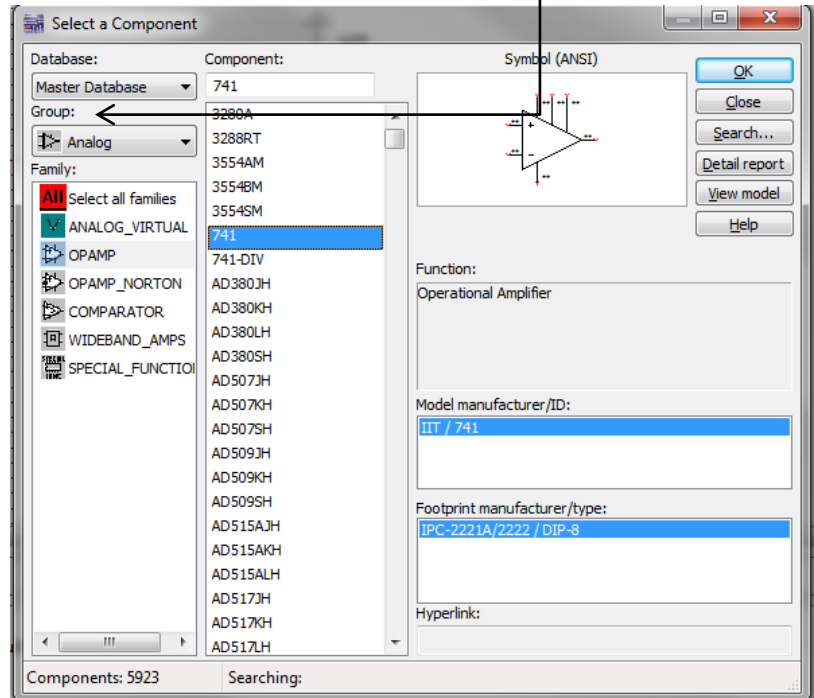 Select a Component
Database:
Master Database
Group:
Analog
Family:
All Select all families
ANALOG_VIRTUAL
OPAMP
OPAMP_NORTON
COMPARATOR
WIDEBAND_AMPS
SPECIAL_FUNCTION
Component:
741
3280A
3288RT
3554AM
3554BM
3554SM
741
741-DIV
AD380JH
AD380KH
AD380LH
AD380SH
AD507JH
AD507KH
AD507SH
AD509JH
AD509KH
AD509SH
AD515AJH
AD515AKH
AD515ALH
AD517JH
AD517KH
AD517LH
Symbol (ANSI)
Function:
Operational Amplifier
Model manufacturer/ID:
IIT / 741
Footprint manufacturer/type:
IPC-2221A/2222 / DIP-8
Hyperlink:
OK
Close
Search...
Detail report
View model
Help
Components: 5923
Searching: